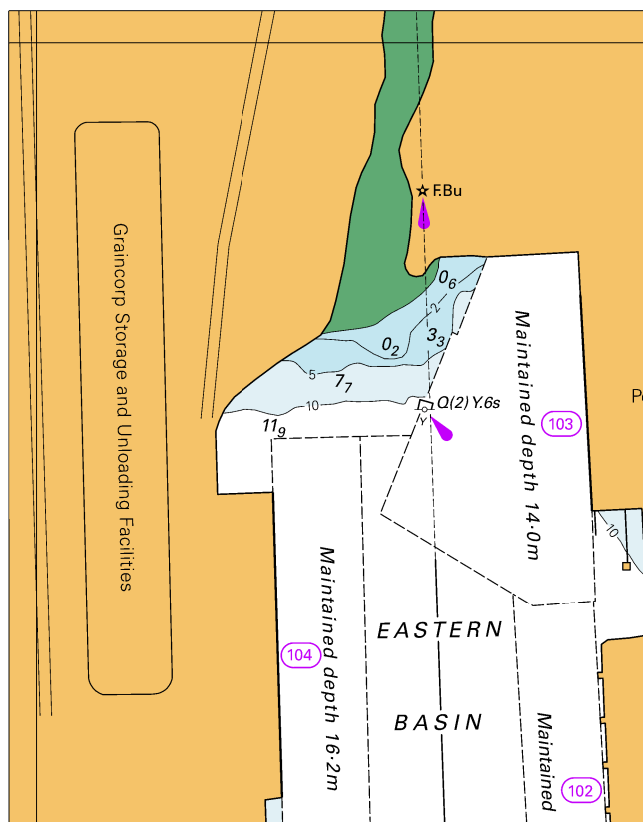 F.Bu
Graincorp Storage and Unloading Facilities
0₆
2
0₂
3₃
5
7₇
10
Q(2) Y.6s
Y
11₉
Maintained depth 14·0m
103
10
Maintained depth 16·2m
104
EASTERN
BASIN
Maintained
102